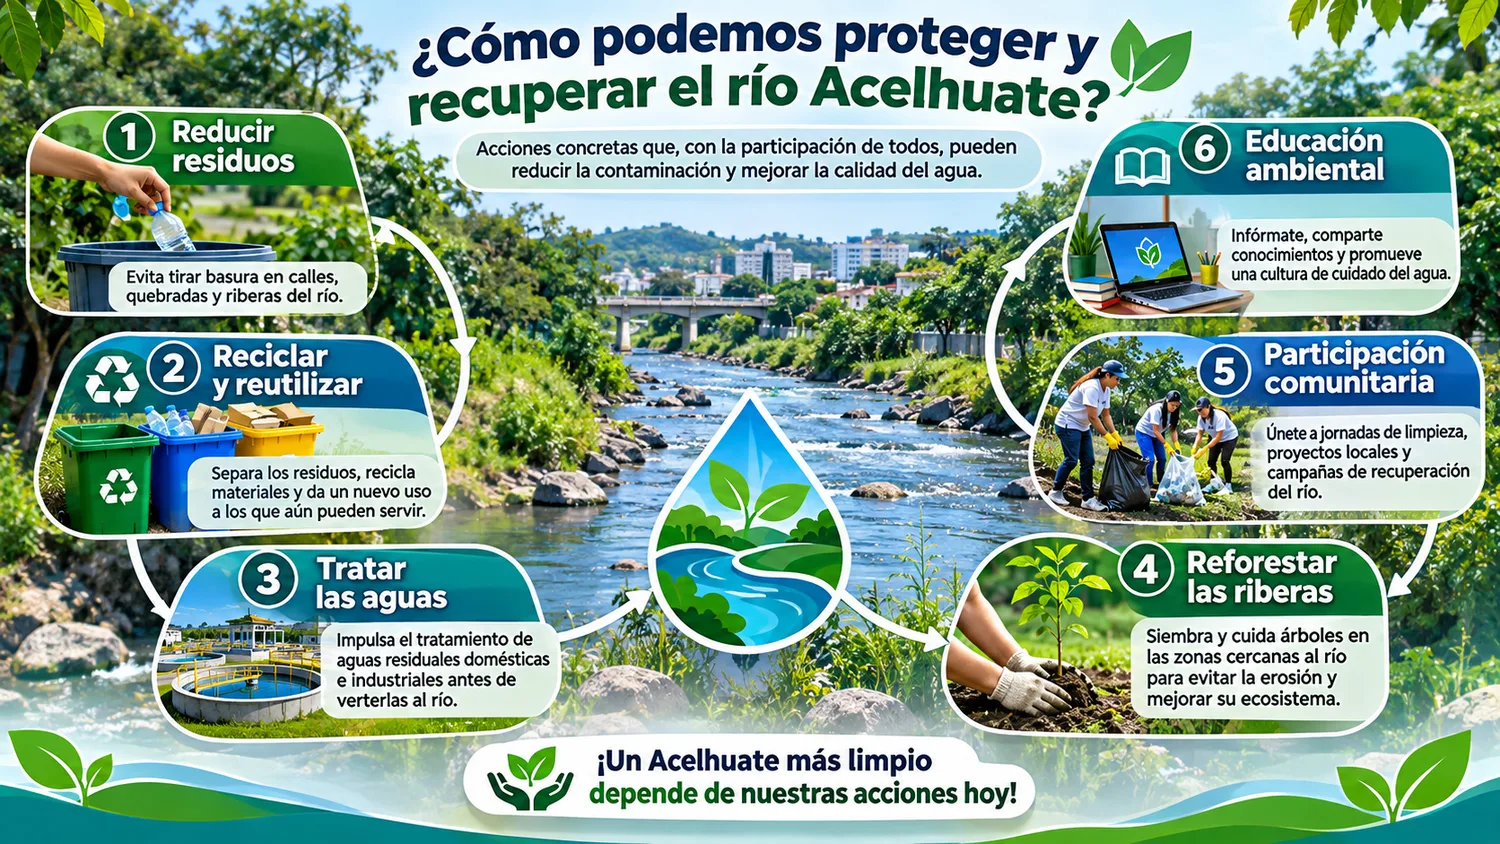 ¿Cómo podemos proteger y
recuperar el río Acelhuate?
Acciones concretas que, con la participación de todos, pueden
reducir la contaminación y mejorar la calidad del agua.
1
Reducir
residuos
Evita tirar basura en calles,
quebradas y riberas del río.
2
Reciclar
y reutilizar
Separa los residuos, recicla
materiales y da un nuevo uso
a los que aún pueden servir.
3
Tratar
las aguas
Impulsa el tratamiento de
aguas residuales domésticas
e industriales antes de
verterlas al río.
4
Reforestar
las riberas
Siembra y cuida árboles en
las zonas cercanas al río
para evitar la erosión y
mejorar su ecosistema.
5
Participación
comunitaria
Únete a jornadas de limpieza,
proyectos locales y
campañas de recuperación
del río.
6
Educación
ambiental
Infórmate, comparte
conocimientos y promueve
una cultura de cuidado del agua.
¡Un Acelhuate más limpio
depende de nuestras acciones hoy!